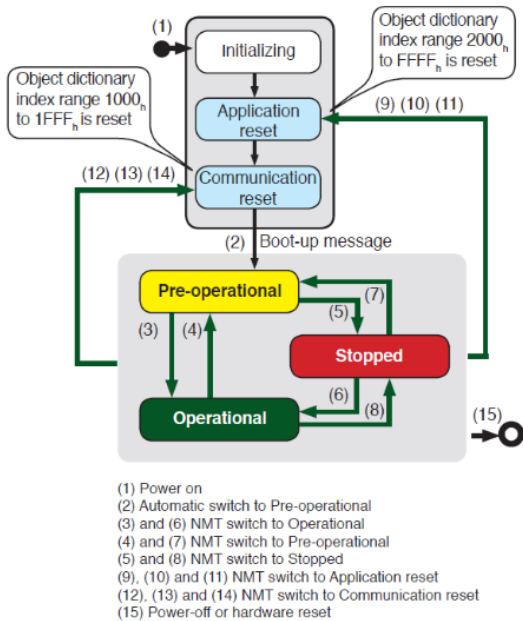 (1)
Initializing
Object dictionary
index range 2000h
to FFFFh is reset
Object dictionary
index range 1000h
to 1FFFh is reset
Application
reset
(9) (10) (11)
(12) (13) (14)
Communication
reset
(2) Boot-up message
Pre-operational
(7)
(5)
(3)
(4)
Stopped
(6)
(8)
Operational
(15)
(1) Power on
(2) Automatic switch to Pre-operational
(3) and (6) NMT switch to Operational
(4) and (7) NMT switch to Pre-operational
(5) and (8) NMT switch to Stopped
(9), (10) and (11) NMT switch to Application reset
(12), (13) and (14) NMT switch to Communication reset
(15) Power-off or hardware reset